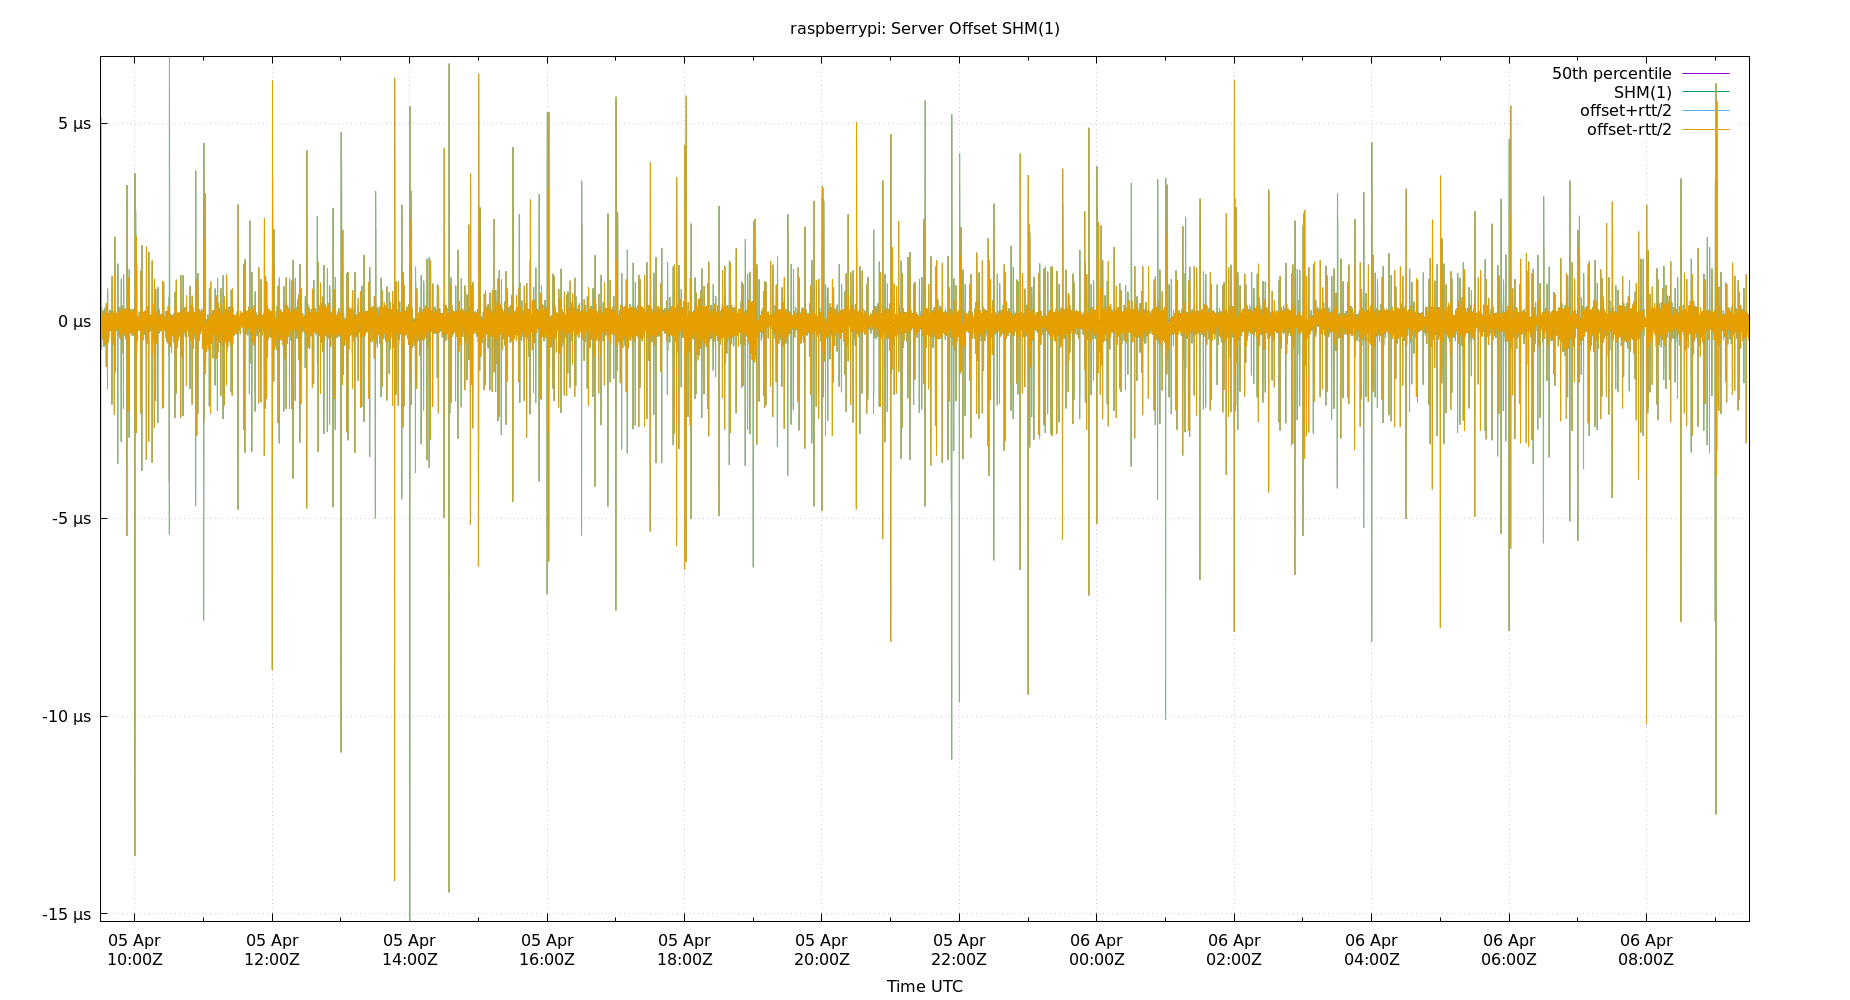 raspberrypi: Server Offset SHM(1)
50th percentile
SHM(1)
offset+rtt/2
offset-rtt/2
5 µs
0 µs
-5 µs
-10 µs
-15 µs
05 Apr 05 Apr 05 Apr 05 Apr 05 Apr 05 Apr 05 Apr 06 Apr 06 Apr 06 Apr 06 Apr 06 Apr
10:00Z 12:00Z 14:00Z 16:00Z 18:00Z 20:00Z 22:00Z 00:00Z 02:00Z 04:00Z 06:00Z 08:00Z
Time UTC